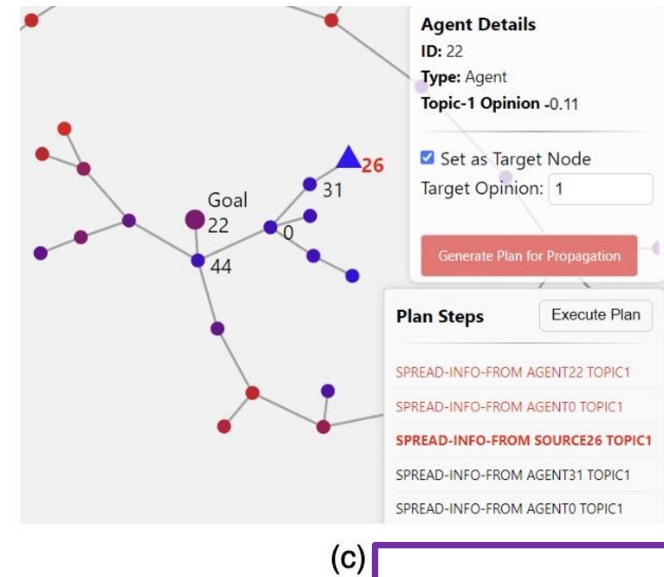 Agent Details
ID: 22
Type: Agent
Topic-1 Opinion -0.11
Set as Target Node
Target Opinion: 1
Generate Plan for Propagation
26
31
Goal
22
0
44
Plan Steps
Execute Plan
SPREAD-INFO-FROM AGENT22 TOPIC1
SPREAD-INFO-FROM AGENT0 TOPIC1
SPREAD-INFO-FROM SOURCE26 TOPIC1
SPREAD-INFO-FROM AGENT31 TOPIC1
SPREAD-INFO-FROM AGENT0 TOPIC1
(c)